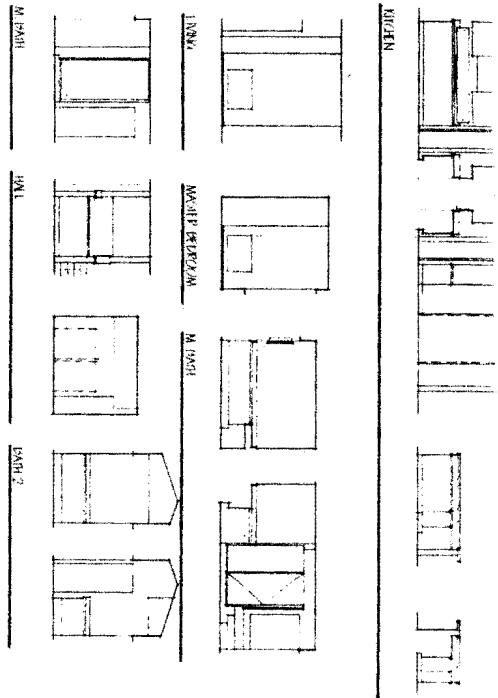 KITCHEN
LIVING
MASTER BEDROOM
M. BATH
M. BATH
HALL
BATH 2